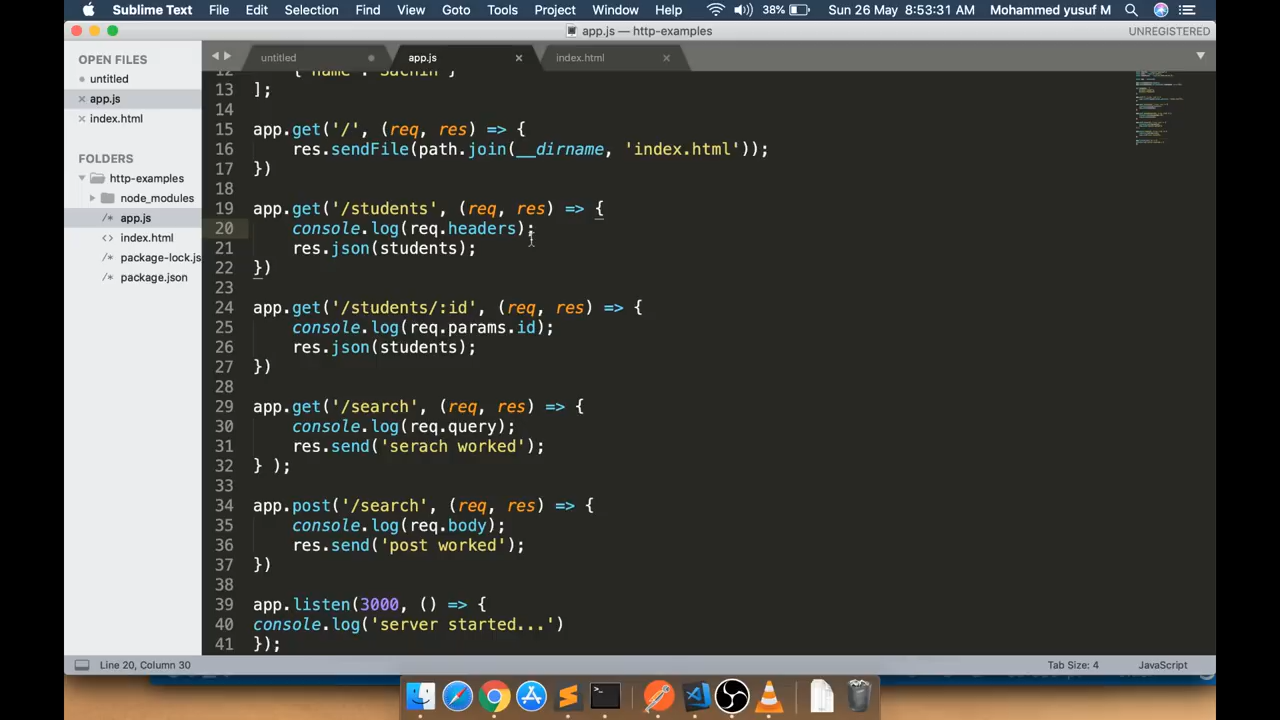 Sublime Text File Edit Selection Find View Goto Tools Project Window Help 38% Sun 26 May 8:53:31 AM Mohammed yusuf M
app.js — http-examples UNREGISTERED
OPEN FILES
untitled
app.js
index.html
FOLDERS
http-examples
node_modules
app.js
index.html
package-lock.js
package.json
untitled app.js index.html
12 {"name": "Sachin"}
13 ];
14
15 app.get('/', (req, res) => {
16 res.sendFile(path.join(__dirname, 'index.html'));
17 })
18
19 app.get('/students', (req, res) => {
20 console.log(req.headers);
21 res.json(students);
22 })
23
24 app.get('/students/:id', (req, res) => {
25 console.log(req.params.id);
26 res.json(students);
27 })
28
29 app.get('/search', (req, res) => {
30 console.log(req.query);
31 res.send('serach worked');
32 } );
33
34 app.post('/search', (req, res) => {
35 console.log(req.body);
36 res.send('post worked');
37 })
38
39 app.listen(3000, () => {
40 console.log('server started...')
41 });
Line 20, Column 30 Tab Size: 4 JavaScript